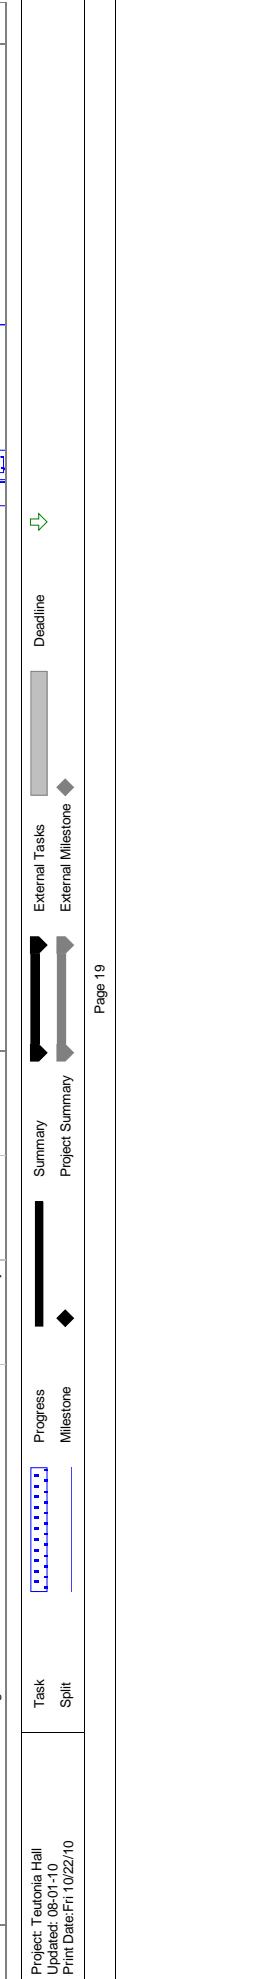 Project: Teutonia Hall
Updated: 08-01-10
Print Date:Fri 10/22/10
Task
Split
Progress
Milestone
Summary
Project Summary
External Tasks
External Milestone
Deadline
Page 19